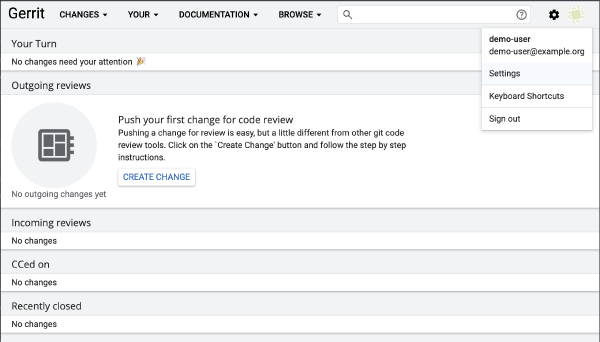 Gerrit CHANGES YOUR DOCUMENTATION BROWSE
demo-user
demo-user@example.org
Settings
Keyboard Shortcuts
Sign out
Your Turn
No changes need your attention 🎉
Outgoing reviews
Push your first change for code review
Pushing a change for review is easy, but a little different from other git code
review tools. Click on the `Create Change' button and follow the step by step
instructions.
CREATE CHANGE
No outgoing changes yet
Incoming reviews
No changes
CCed on
No changes
Recently closed
No changes